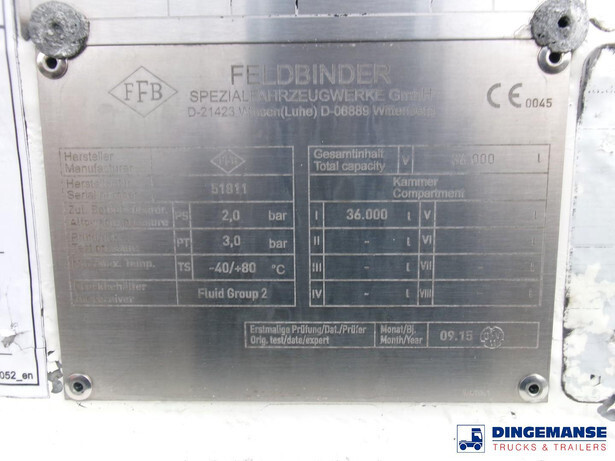 FFB
FELDBINDER
SPEZIALFAHRZEUGWERKE GmbH
D-21423 Winsen(Luhe) D-06889 Wittenberg
CE 0045
Hersteller
Manufacturer
FFB
51811
PS 2,0 bar
PT 3,0 bar
TS -40/+80 °C
Fluid Group 2
Gesamtinhalt
Total capacity
V 36.000 l
Kammer
Compartment
I 36.000 l V l
II - l VI l
III - l VII l
IV - l VIII l
Erstmalige Prüfung/Dat./Prüfer
Orig. test/date/expert
Monat/Bj.
Month/Year
09.15
052_en
DINGEMANSE
TRUCKS & TRAILERS